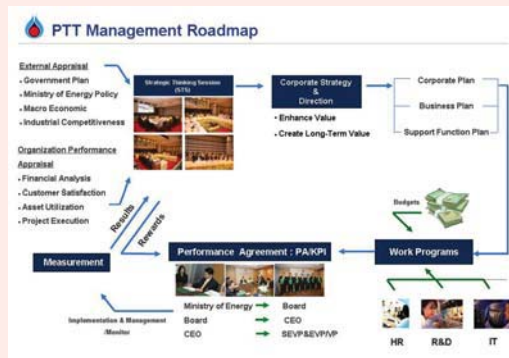 PTT Management Roadmap
External Appraisal
• Government Plan
• Ministry of Energy Policy
• Macro Economic
• Industrial Competitiveness
Organization Performance
Appraisal
• Financial Analysis
• Customer Satisfaction
• Asset Utilization
• Project Execution
Strategic Thinking Session
(STS)
Corporate Strategy
&
Direction
• Enhance Value
• Create Long-Term Value
Corporate Plan
Business Plan
Support Function Plan
Results
Rewards
Budgets
Measurement
Performance Agreement : PA/KPI
Work Programs
Implementation & Management
/Monitor
Ministry of Energy Board
Board CEO
CEO SEVP&EVP/VP
HR R&D IT